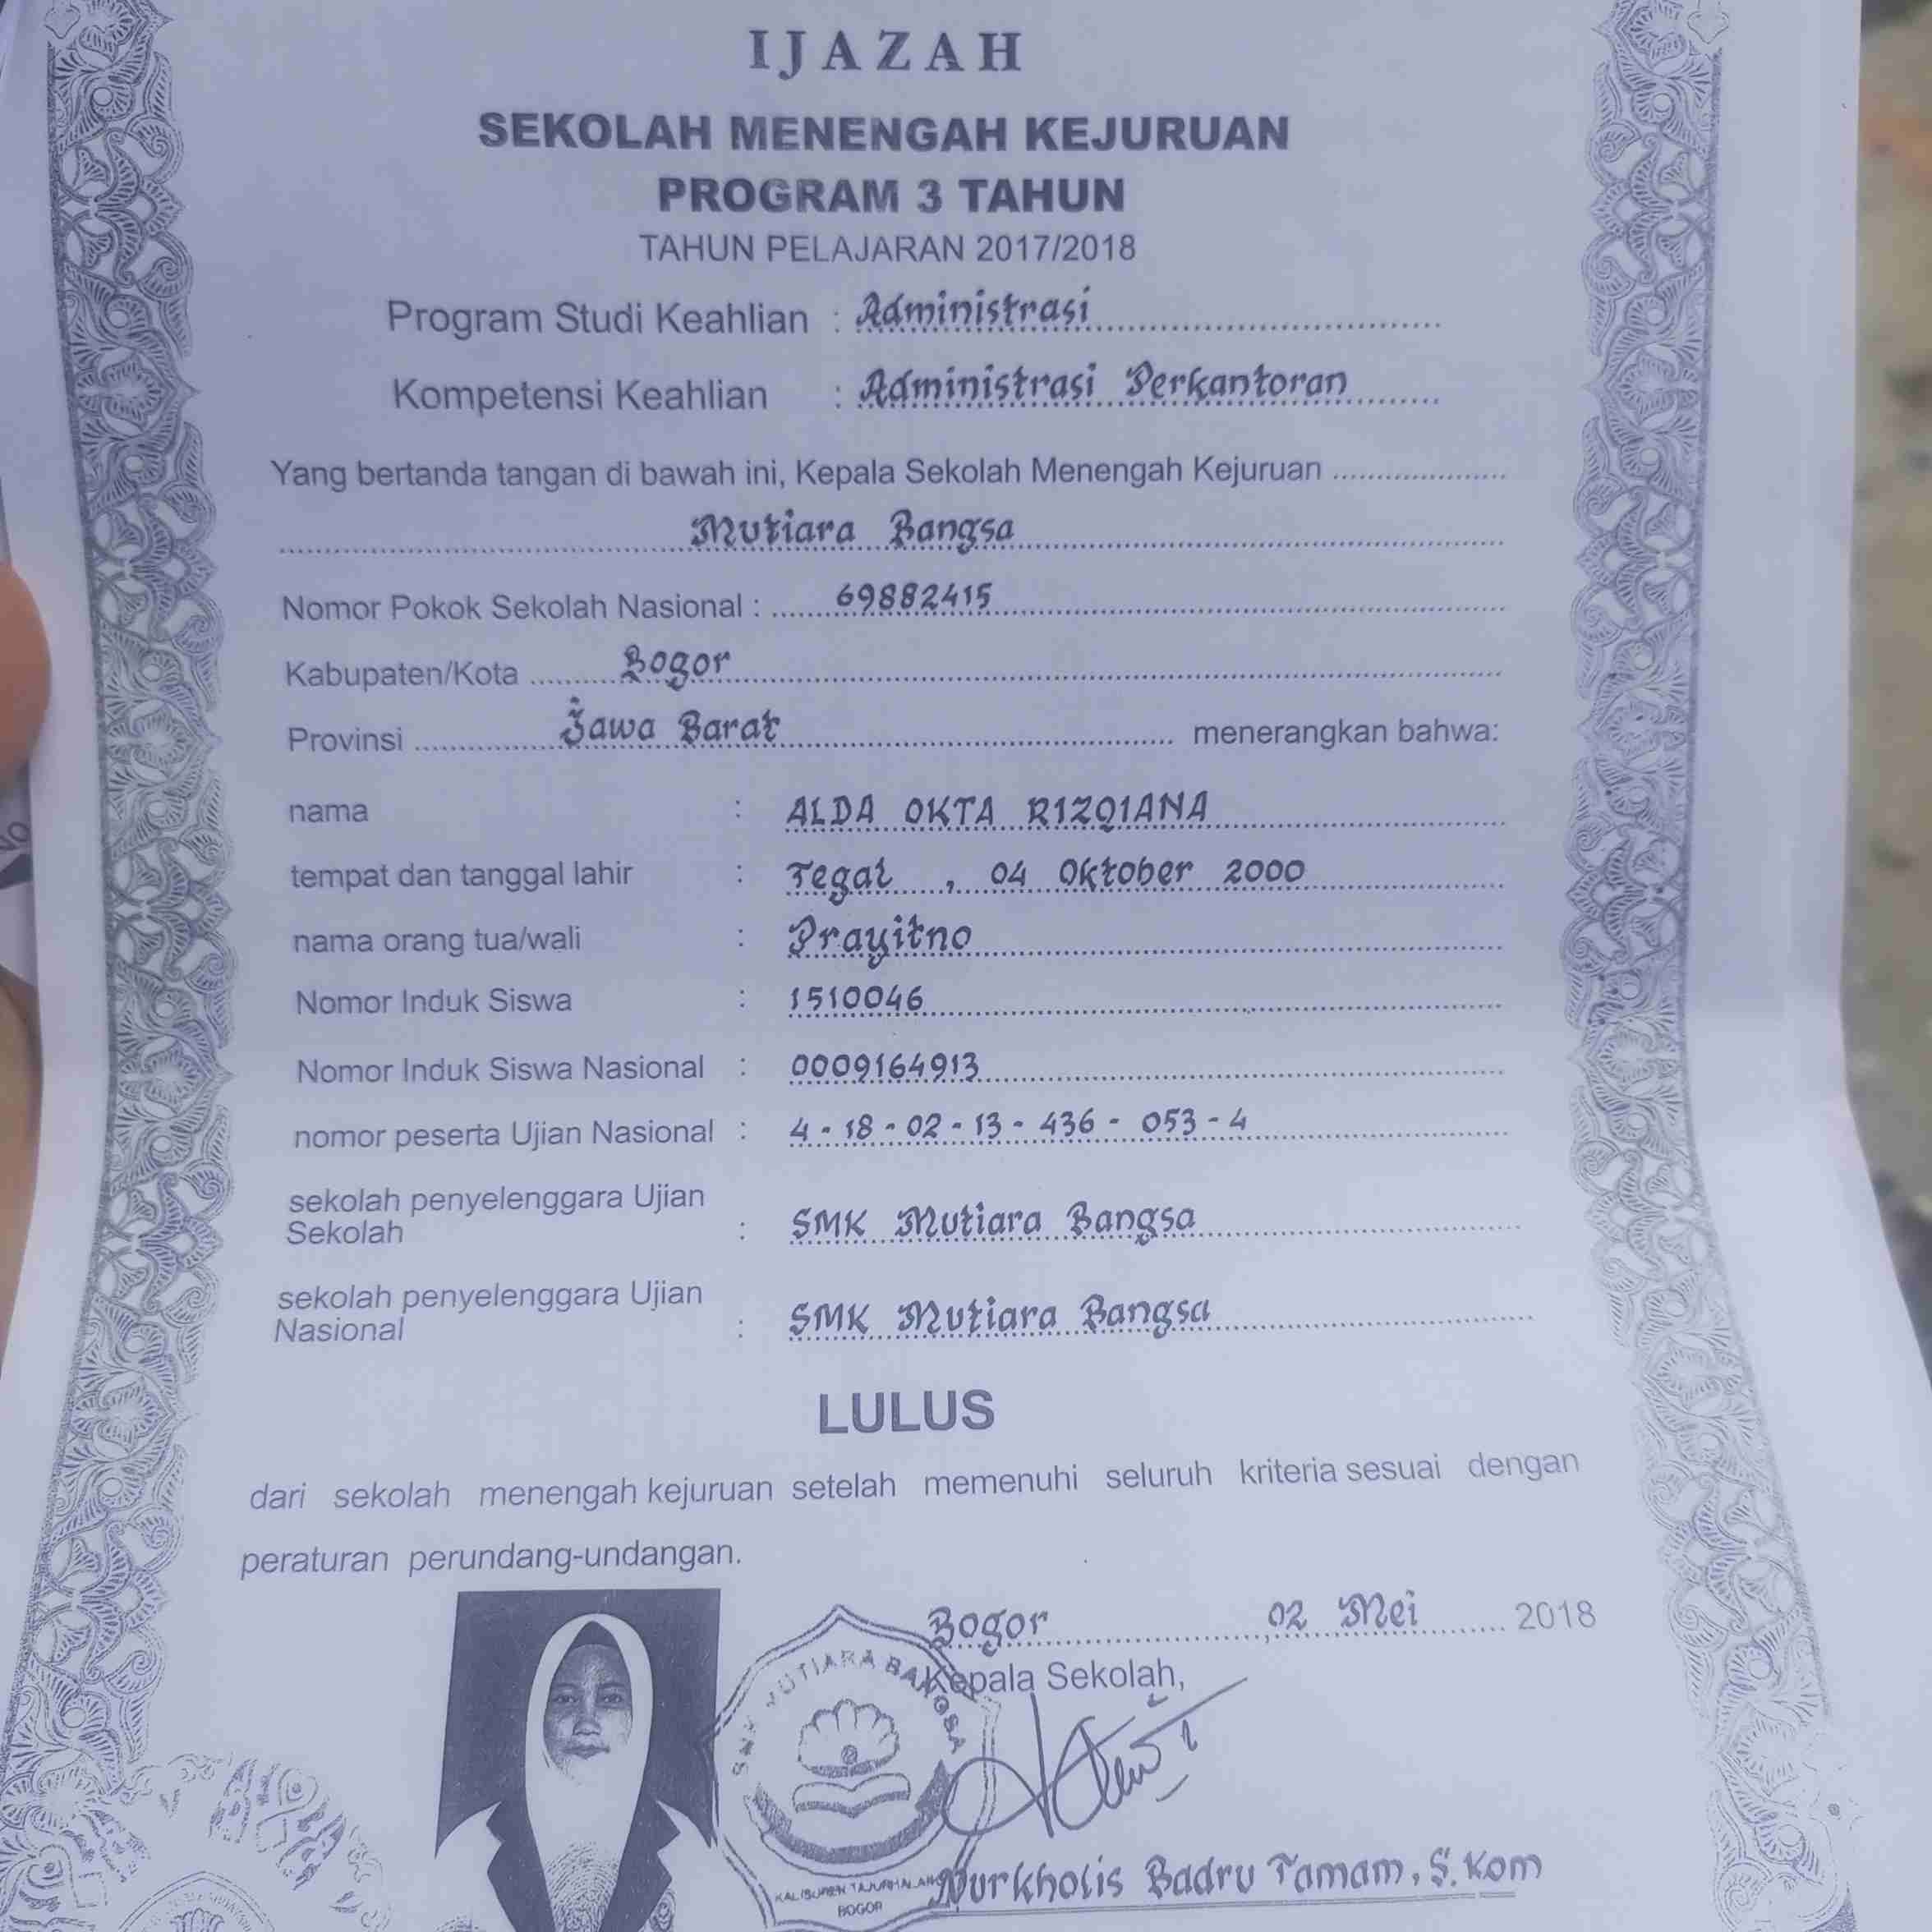 IJAZAH
SEKOLAH MENENGAH KEJURUAN
PROGRAM 3 TAHUN
TAHUN PELAJARAN 2017/2018
Program Studi Keahlian : Administrasi
Kompetensi Keahlian : Administrasi Perkantoran
Yang bertanda tangan di bawah ini, Kepala Sekolah Menengah Kejuruan
Mutiara Bangsa
Nomor Pokok Sekolah Nasional : 69882415
Kabupaten/Kota Bogor
Provinsi Jawa Barat menerangkan bahwa:
nama : ALDA OKTA RIZQIANA
tempat dan tanggal lahir : Tegal , 04 Oktober 2000
nama orang tua/wali : Prayitno
Nomor Induk Siswa : 1510046
Nomor Induk Siswa Nasional : 0009164913
nomor peserta Ujian Nasional : 4 - 18 - 02 - 13 - 436 - 053 - 4
sekolah penyelenggara Ujian
Sekolah : SMK Mutiara Bangsa
sekolah penyelenggara Ujian
Nasional : SMK Mutiara Bangsa
LULUS
dari sekolah menengah kejuruan setelah memenuhi seluruh kriteria sesuai dengan
peraturan perundang-undangan.
Bogor, 02 Mei 2018
Kepala Sekolah,
SMK MUTIARA BANGSA
BOGOR
Nurkholis Badru Tamam, S.Kom